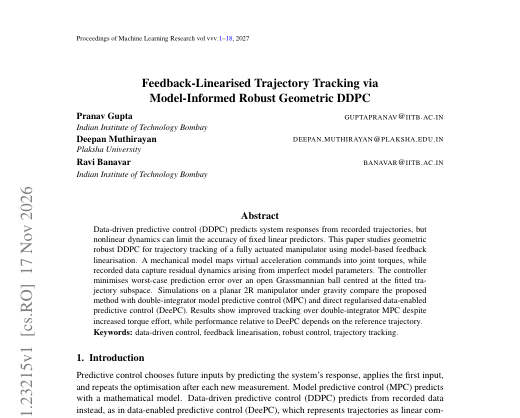 Proceedings of Machine Learning Research vol vvv:1–18, 2027
Feedback-Linearised Trajectory Tracking via
Model-Informed Robust Geometric DDPC
Pranav Gupta GUPTAPRANAV@IITB.AC.IN
Indian Institute of Technology Bombay
Deepan Muthirayan DEEPAN.MUTHIRAYAN@PLAKSHA.EDU.IN
Plaksha University
Ravi Banavar BANAVAR@IITB.AC.IN
Indian Institute of Technology Bombay
Abstract
Data-driven predictive control (DDPC) predicts system responses from recorded trajectories, but
nonlinear dynamics can limit the accuracy of fixed linear predictors. This paper studies geometric
robust DDPC for trajectory tracking of a fully actuated manipulator using model-based feedback
linearisation. A mechanical model maps virtual acceleration commands into joint torques, while
recorded data capture residual dynamics arising from imperfect model parameters. The controller
minimises worst-case prediction error over an open Grassmannian ball centred at the fitted tra-
jectory subspace. Simulations on a planar 2R manipulator under gravity compare the proposed
method with double-integrator model predictive control (MPC) and direct regularised data-enabled
predictive control (DeePC). Results show improved tracking over double-integrator MPC despite
increased torque effort, while performance relative to DeePC depends on the reference trajectory.
Keywords: data-driven control, feedback linearisation, robust control, trajectory tracking.
1. Introduction
Predictive control chooses future inputs by predicting the system's response, applies the first input,
and repeats the optimisation after each new measurement. Model predictive control (MPC) predicts
with a mathematical model. Data-driven predictive control (DDPC) predicts from recorded data
instead, as in data-enabled predictive control (DeePC), which represents trajectories as linear com-
1.23215v1 [cs.RO] 17 Nov 2026